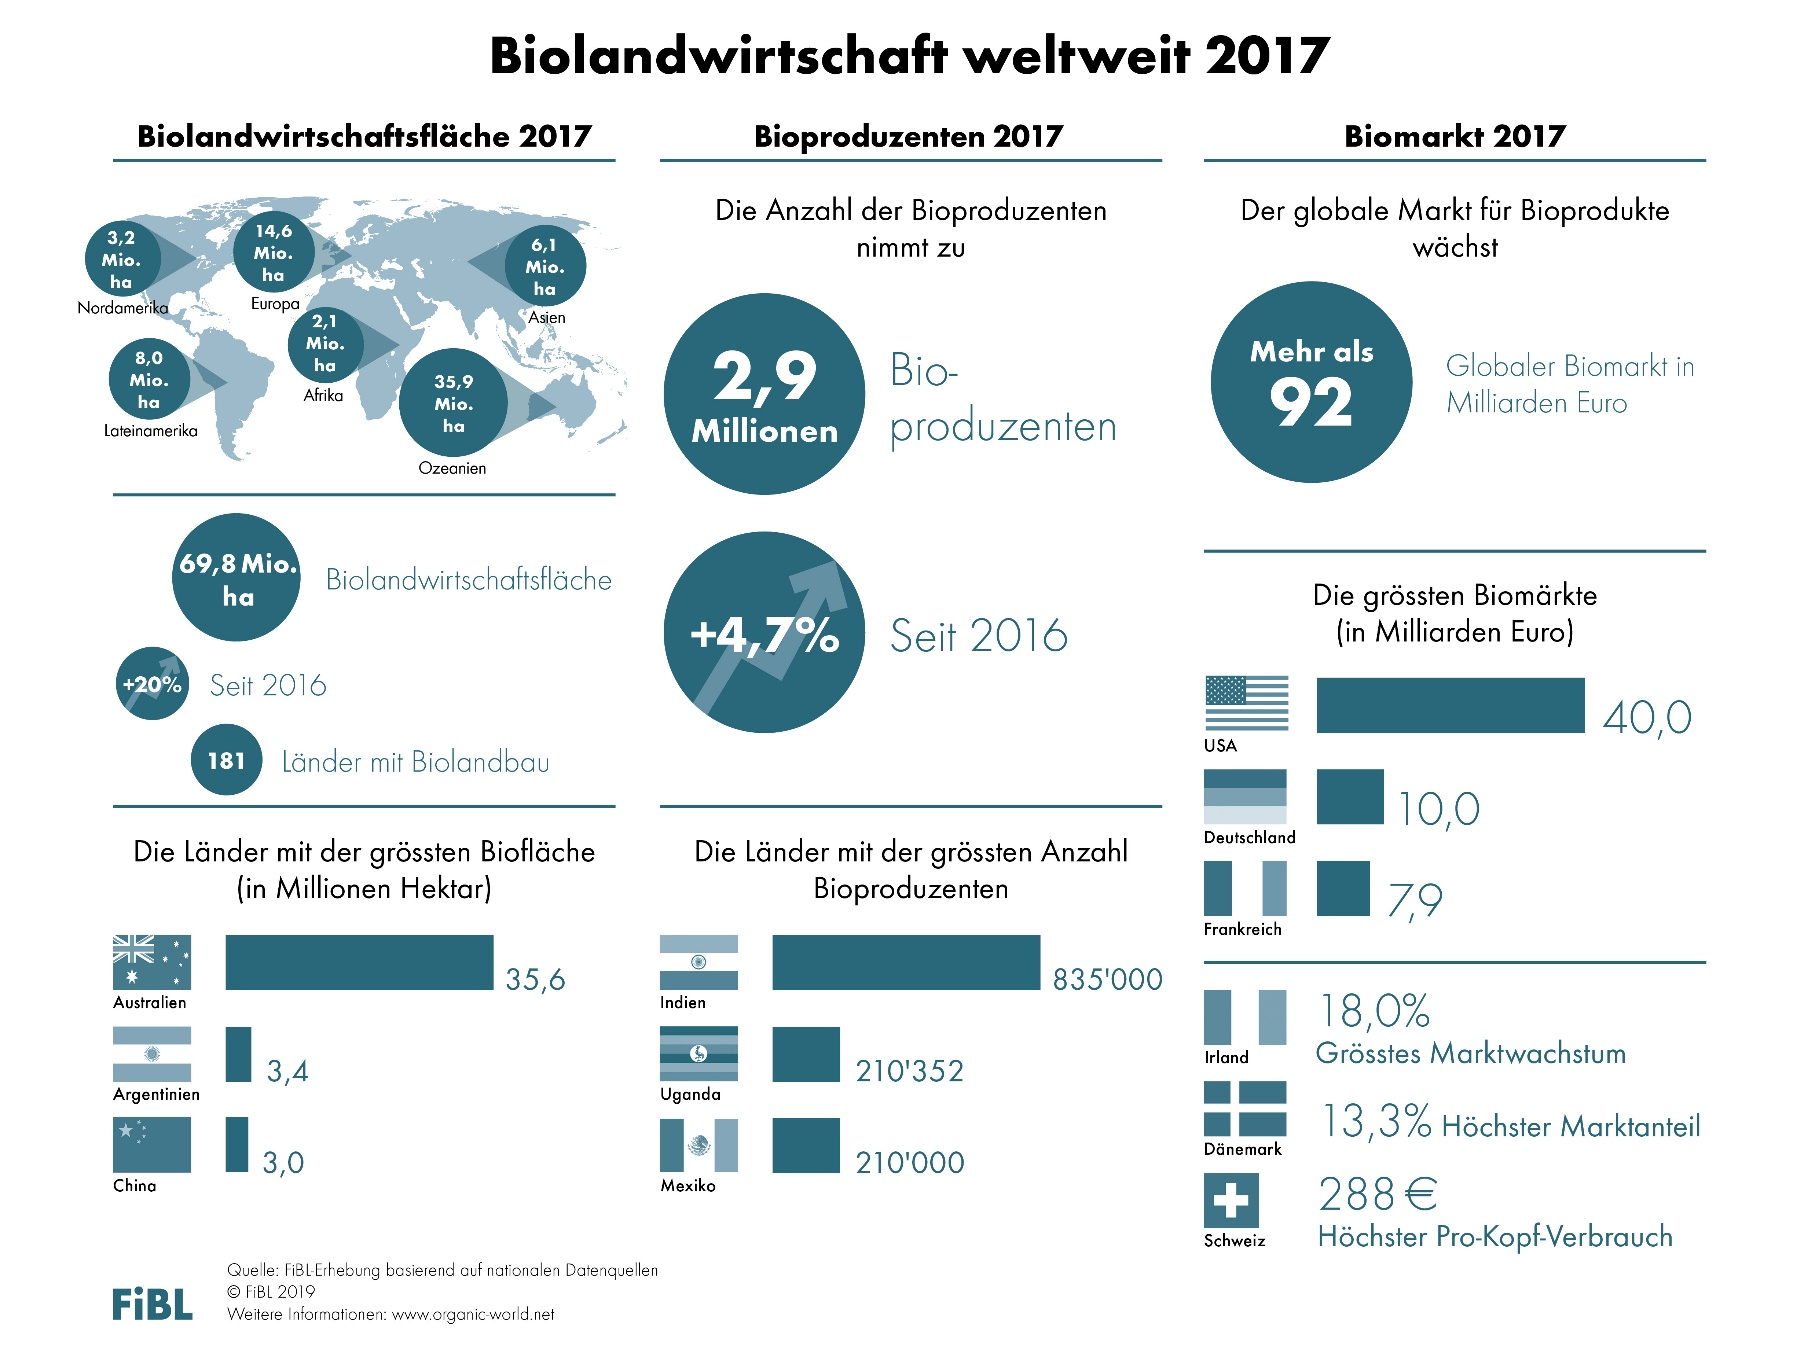 Biolandwirtschaft weltweit 2017
Biolandwirtschaftsfläche 2017
3,2
Mio.
ha
Nordamerika
14,6
Mio.
ha
Europa
6,1
Mio.
ha
Asien
2,1
Mio.
ha
Afrika
8,0
Mio.
ha
Lateinamerika
35,9
Mio.
ha
Ozeanien
69,8 Mio.
ha
Biolandwirtschaftsfläche
+20%
Seit 2016
181
Länder mit Biolandbau
Die Länder mit der grössten Biofläche
(in Millionen Hektar)
Australien
35,6
Argentinien
3,4
China
3,0
Bioproduzenten 2017
Die Anzahl der Bioproduzenten
nimmt zu
2,9
Millionen
Bio-
produzenten
+4,7%
Seit 2016
Die Länder mit der grössten Anzahl
Bioproduzenten
Indien
835'000
Uganda
210'352
Mexiko
210'000
Biomarkt 2017
Der globale Markt für Bioprodukte
wächst
Mehr als
92
Globaler Biomarkt in
Milliarden Euro
Die grössten Biomärkte
(in Milliarden Euro)
USA
40,0
Deutschland
10,0
Frankreich
7,9
Irland
18,0%
Grösstes Marktwachstum
Dänemark
13,3% Höchster Marktanteil
Schweiz
288 €
Höchster Pro-Kopf-Verbrauch
FiBL
Quelle: FiBL-Erhebung basierend auf nationalen Datenquellen
© FiBL 2019
Weitere Informationen: www.organic-world.net